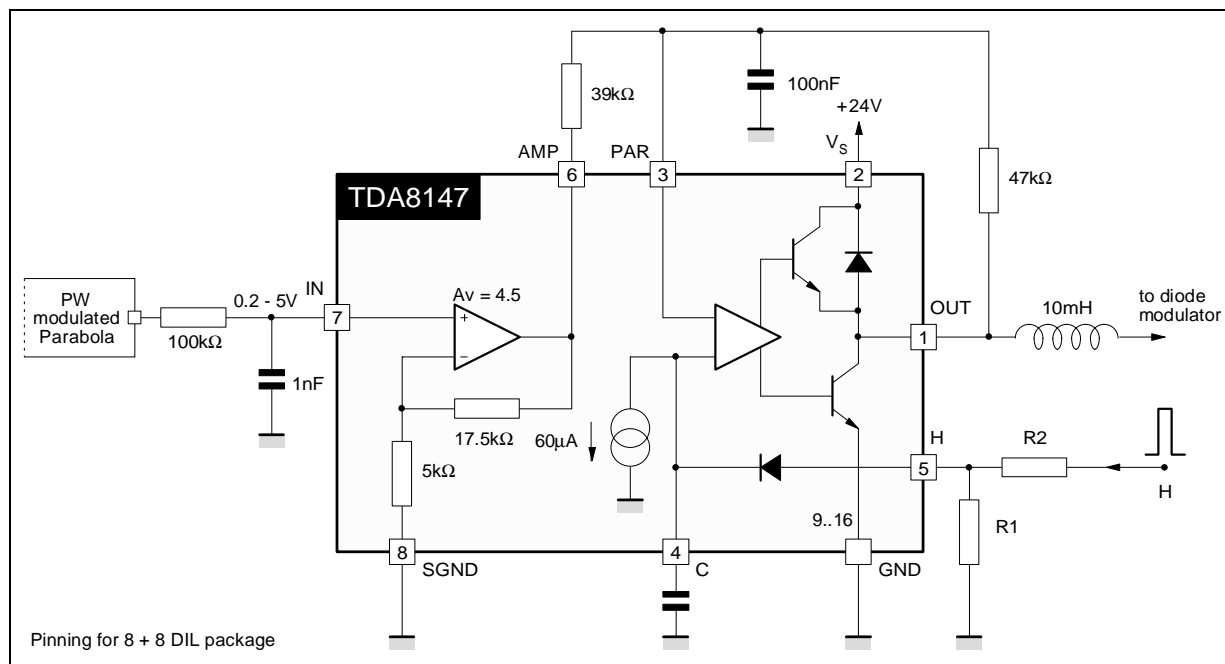 39kΩ
100nF
+24V
V_S
AMP
PAR
6
3
2
47kΩ
TDA8147
PW
modulated
Parabola
0.2 - 5V
IN
7
100kΩ
1nF
Av = 4.5
+
−
17.5kΩ
5kΩ
60µA
OUT
1
10mH
to diode
modulator
H
5
R2
H
R1
9..16
8
SGND
4
C
GND
Pinning for 8 + 8 DIL package